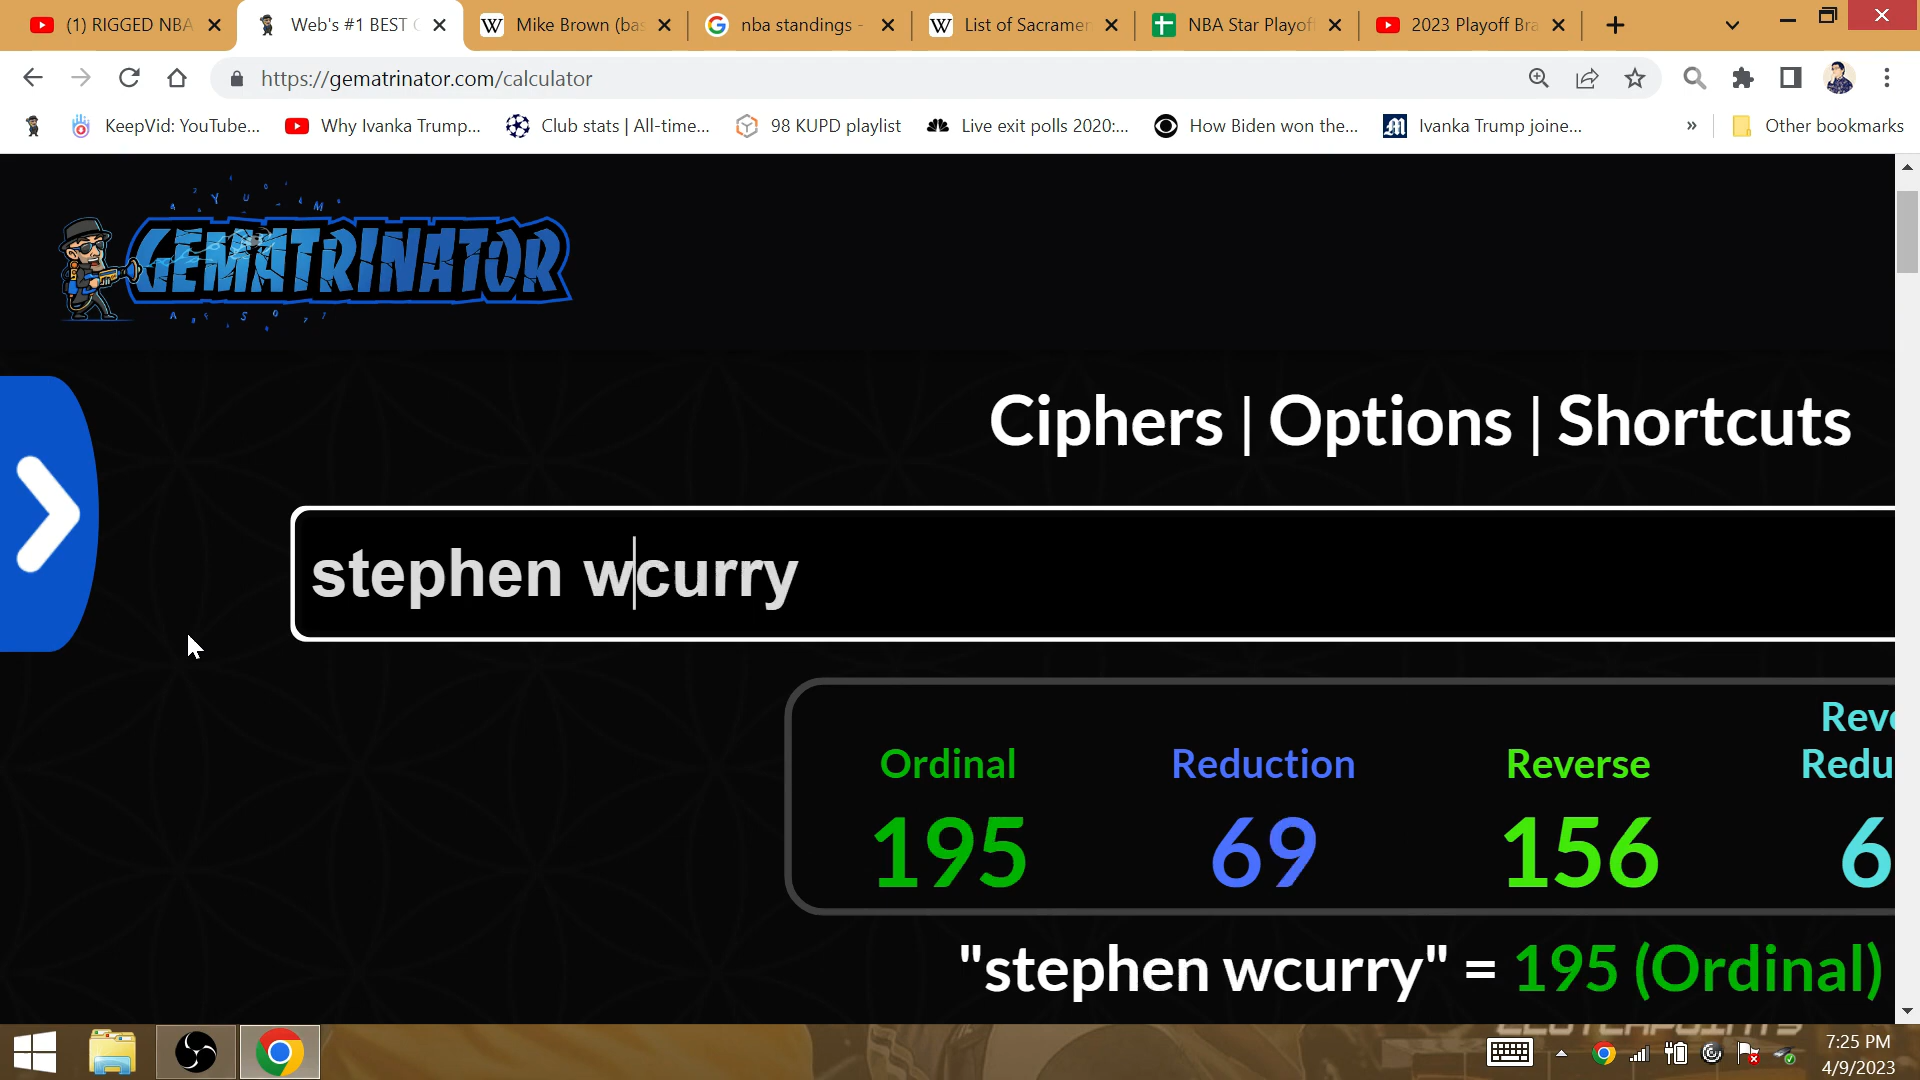 (1) RIGGED NBA
Web's #1 BEST
Mike Brown (bas
nba standings -
List of Sacramen
NBA Star Playof
2023 Playoff Bra
https://gematrinator.com/calculator
KeepVid: YouTube...
Why Ivanka Trump...
Club stats | All-time...
98 KUPD playlist
Live exit polls 2020:...
How Biden won the...
Ivanka Trump joine...
»
Other bookmarks
GEMATRINATOR
Ciphers | Options | Shortcuts
stephen wcurry
Ordinal
Reduction
Reverse
195
69
156
6
"stephen wcurry" = 195 (Ordinal)
7:25 PM
4/9/2023